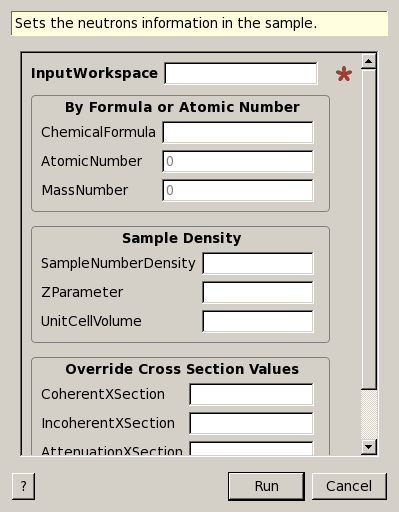 Sets the neutrons information in the sample.
InputWorkspace
By Formula or Atomic Number
ChemicalFormula
AtomicNumber 0
MassNumber 0
Sample Density
SampleNumberDensity
ZParameter
UnitCellVolume
Override Cross Section Values
CoherentXSection
IncoherentXSection
AttenuationXSection
? Run Cancel